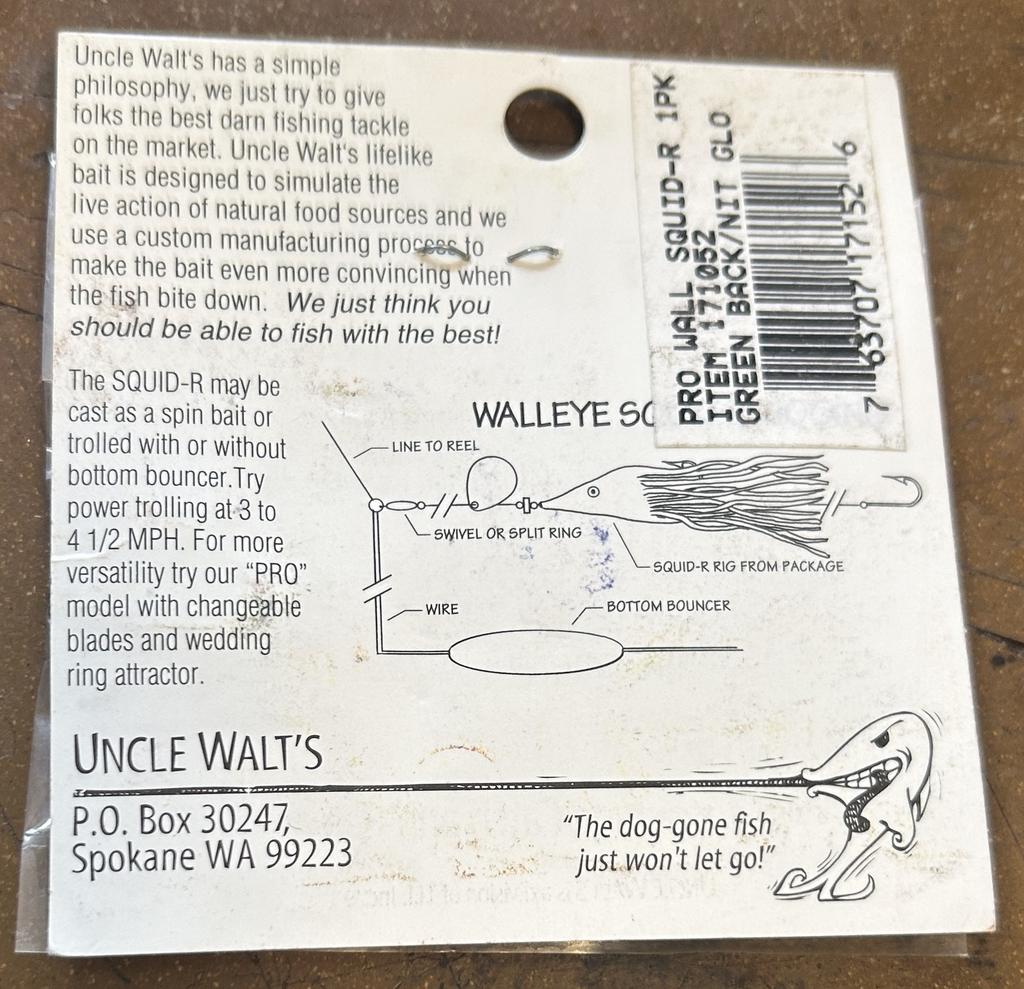 Uncle Walt's has a simple
philosophy, we just try to give
folks the best darn fishing tackle
on the market. Uncle Walt's lifelike
bait is designed to simulate the
live action of natural food sources and we
use a custom manufacturing process to
make the bait even more convincing when
the fish bite down. We just think you
should be able to fish with the best!
PRO WALL SQUID-R 1PK
ITEM 171052
GREEN BACK/NIT GLO
7 63707 17152 6
The SQUID-R may be
cast as a spin bait or
trolled with or without
bottom bouncer.Try
power trolling at 3 to
4 1/2 MPH. For more
versatility try our “PRO”
model with changeable
blades and wedding
ring attractor.
WALLEYE
LINE TO REEL
SWIVEL OR SPLIT RING
SQUID-R RIG FROM PACKAGE
WIRE
BOTTOM BOUNCER
UNCLE WALT'S
P.O. Box 30247,
Spokane WA 99223
“The dog-gone fish
just won't let go!”